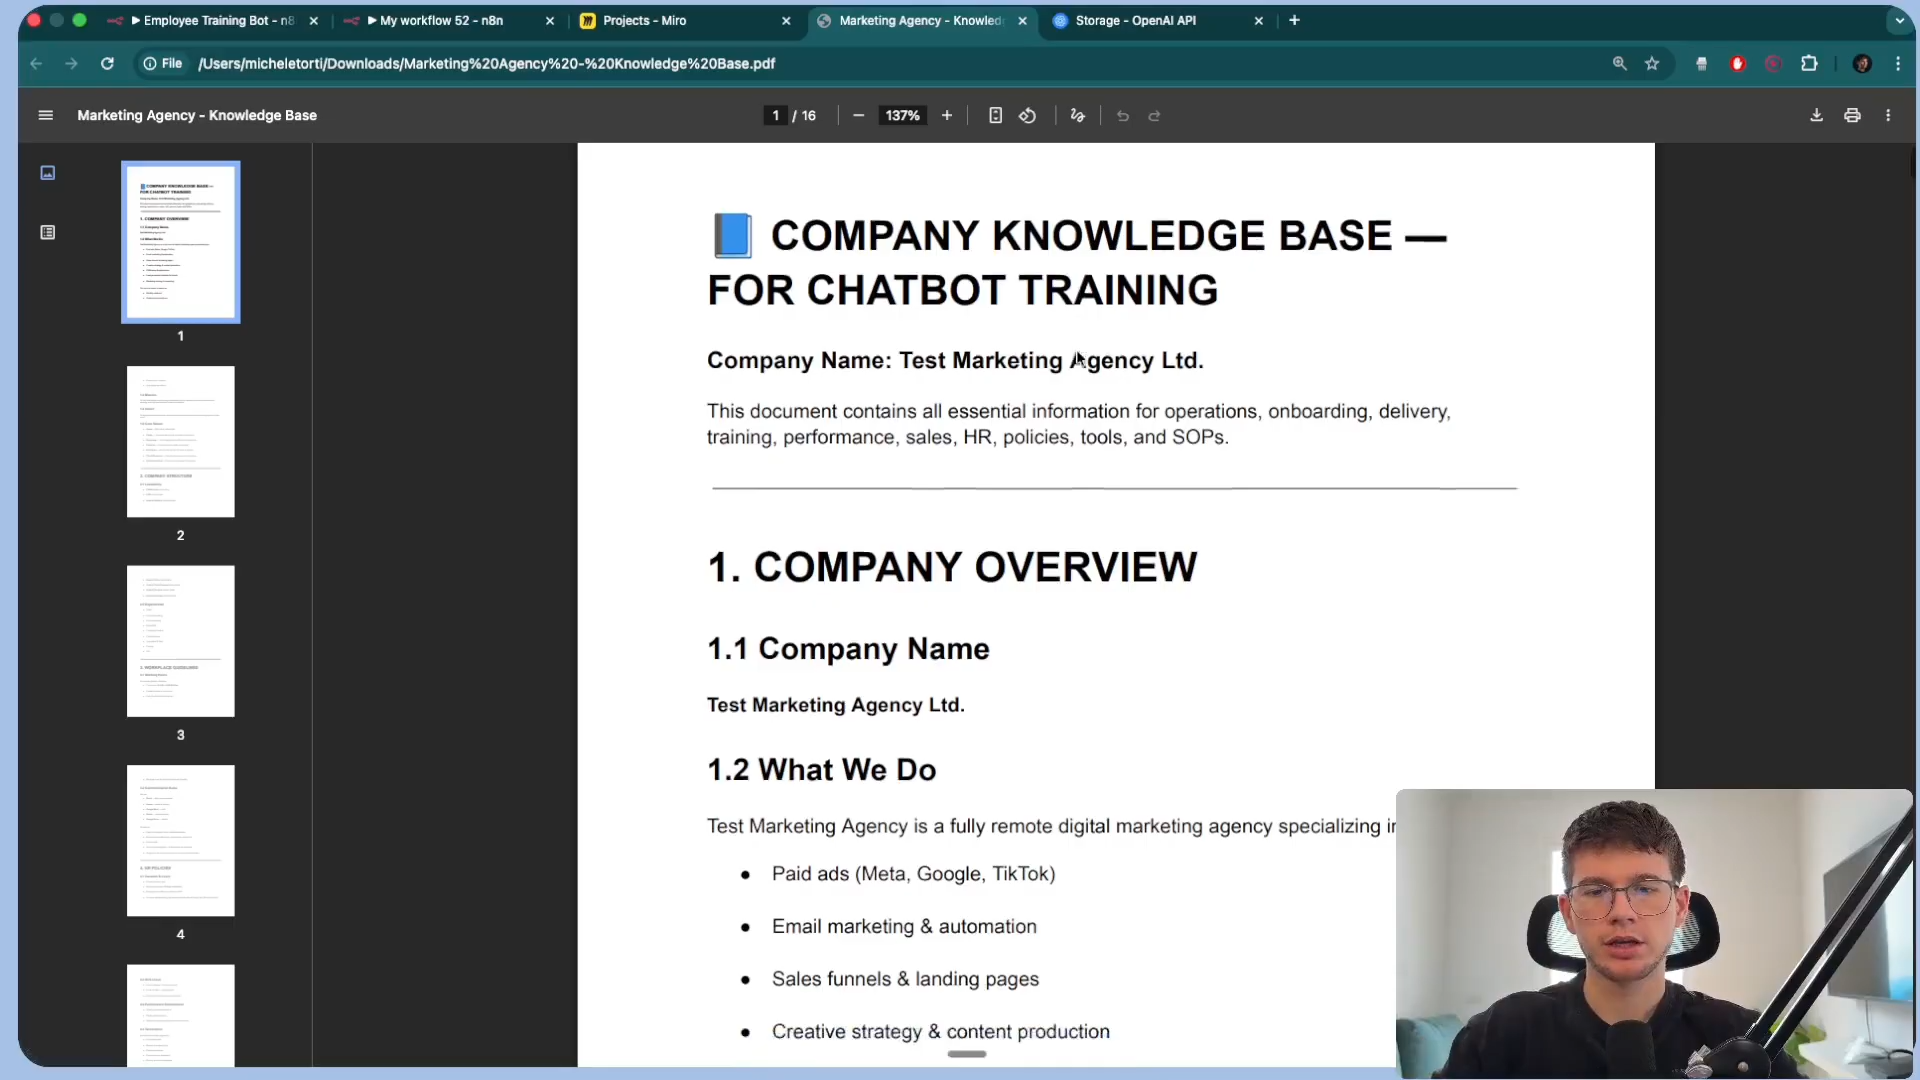 Employee Training Bot - n8
My workflow 52 - n8n
Projects - Miro
Marketing Agency - Knowled
Storage - OpenAI API
File
/Users/micheletorti/Downloads/Marketing%20Agency%20-%20Knowledge%20Base.pdf
Marketing Agency - Knowledge Base
1 / 16
137%
1
2
3
4
COMPANY KNOWLEDGE BASE —
FOR CHATBOT TRAINING
Company Name: Test Marketing Agency Ltd.
This document contains all essential information for operations, onboarding, delivery,
training, performance, sales, HR, policies, tools, and SOPs.
1. COMPANY OVERVIEW
1.1 Company Name
Test Marketing Agency Ltd.
1.2 What We Do
Test Marketing Agency is a fully remote digital marketing agency specializing in
● Paid ads (Meta, Google, TikTok)
● Email marketing & automation
● Sales funnels & landing pages
● Creative strategy & content production